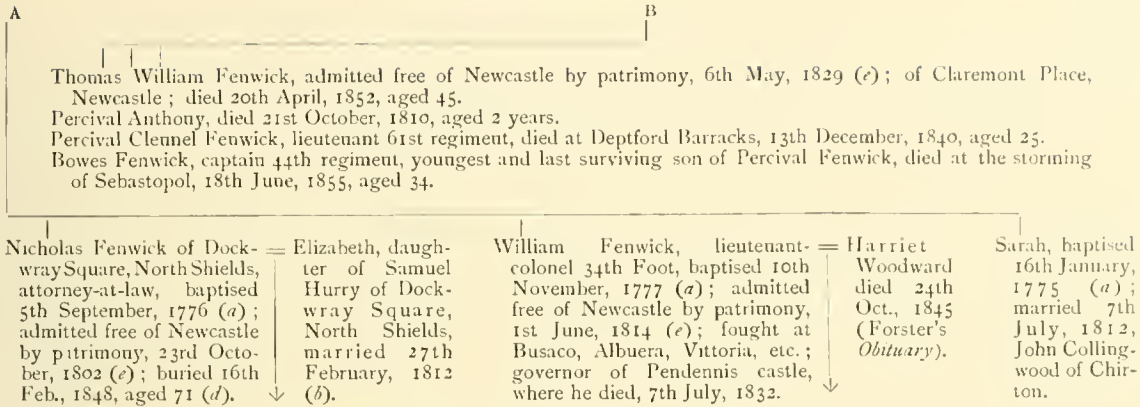 A
B
Thomas William Fenwick, admitted free of Newcastle by patrimony, 6th May, 1829 (e); of Claremont Place,
Newcastle; died 20th April, 1852, aged 45.
Percival Anthony, died 21st October, 1810, aged 2 years.
Percival Clennel Fenwick, lieutenant 61st regiment, died at Deptford Barracks, 13th December, 1840, aged 25.
Bowes Fenwick, captain 44th regiment, youngest and last surviving son of Percival Fenwick, died at the storming
of Sebastopol, 18th June, 1855, aged 34.
Nicholas Fenwick of Dock-
wray Square, North Shields,
attorney-at-law, baptised
5th September, 1776 (a);
admitted free of Newcastle
by patrimony, 23rd Octo-
ber, 1802 (e); buried 16th
Feb., 1848, aged 71 (d).
= Elizabeth, daugh-
ter of Samuel
Hurry of Dock-
wray Square,
North Shields,
married 27th
February, 1812
(b).
William Fenwick, lieutenant-
colonel 34th Foot, baptised 10th
November, 1777 (a); admitted
free of Newcastle by patrimony,
1st June, 1814 (e); fought at
Busaco, Albuera, Vittoria, etc.;
governor of Pendennis castle,
where he died, 7th July, 1832.
= Harriet
Woodward
died 24th
Oct., 1845
(Forster's
Obituary).
Sarah, baptised
16th January,
1775 (a);
married 7th
July, 1812,
John Colling-
wood of Chir-
ton.